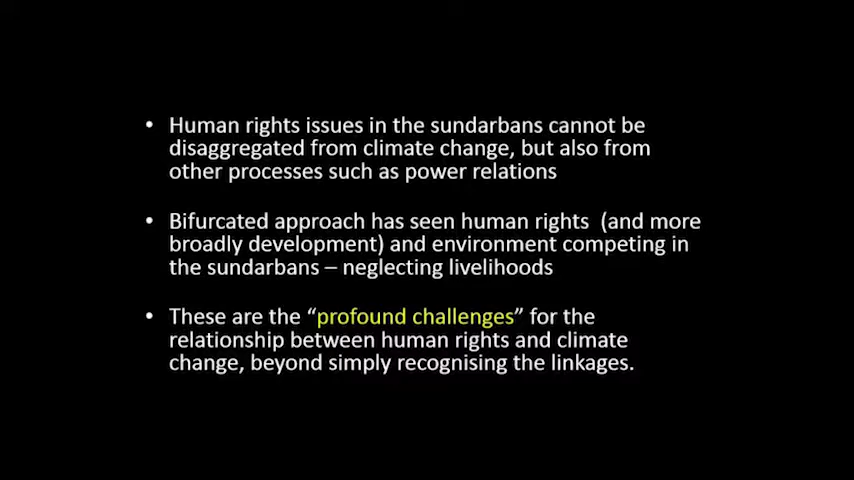 • Human rights issues in the sundarbans cannot be
disaggregated from climate change, but also from
other processes such as power relations
• Bifurcated approach has seen human rights  (and more
broadly development) and environment competing in
the sundarbans – neglecting livelihoods
• These are the “profound challenges” for the
relationship between human rights and climate
change, beyond simply recognising the linkages.